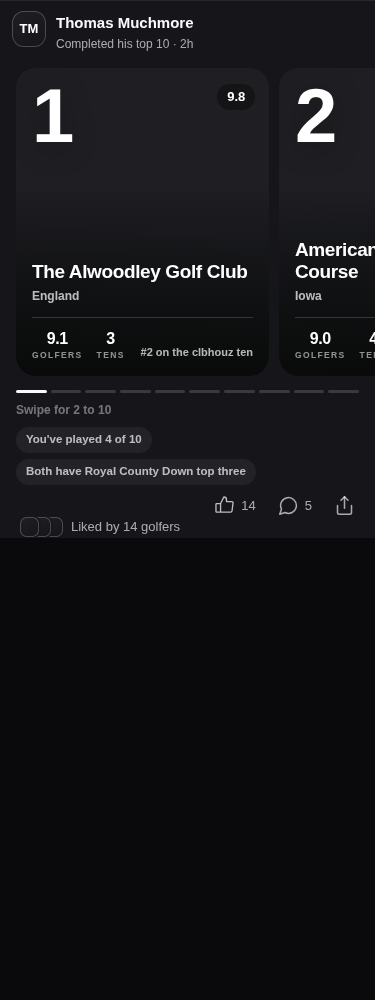 TM
Thomas Muchmore
Completed his top 10 · 2h
1
9.8
The Alwoodley Golf Club
England
9.1
GOLFERS
3
TENS
#2 on the clbhouz ten
2
American
Course
Iowa
9.0
GOLFERS
4
Swipe for 2 to 10
You've played 4 of 10
Both have Royal County Down top three
14
5
Liked by 14 golfers